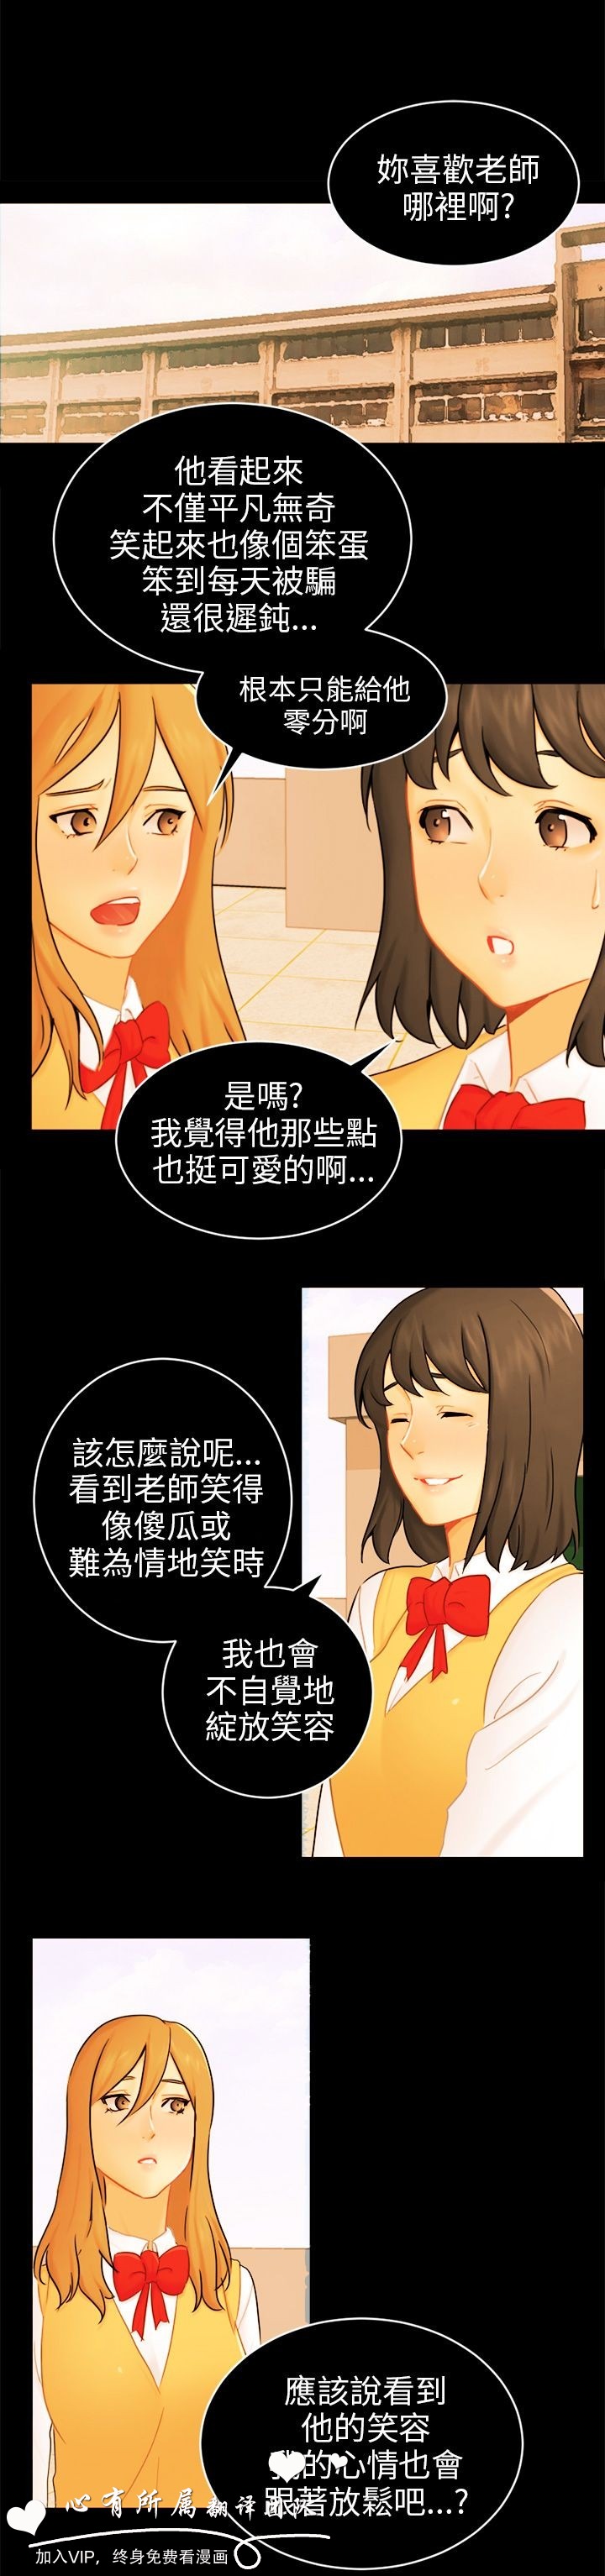 妳喜歡老師
哪裡啊?
他看起來
不僅平凡無奇
笑起來也像個笨蛋
笨到每天被騙
還很遲鈍...
根本只能給他
零分啊
是嗎?
我覺得他那些點
也挺可愛的啊...
該怎麼說呢...
看到老師笑得
像傻瓜或
難為情地笑時
我也會
不自覺地
綻放笑容
應該說看到
他的笑容
我的心情也會
跟著放鬆吧...?
心有所属翻译團队
加入VIP，终身免费看漫画